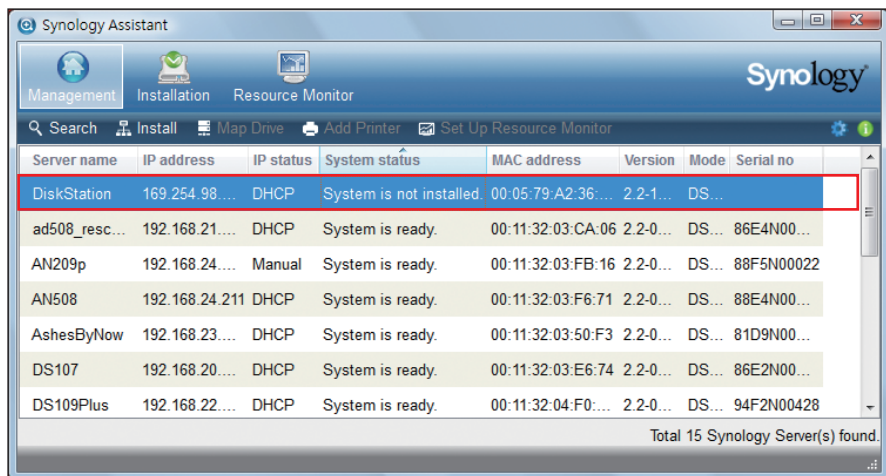 Synology Assistant
Management Installation Resource Monitor
Synology
Search Install Map Drive Add Printer Set Up Resource Monitor
Server name IP address IP status System status MAC address Version Mode Serial no
DiskStation 169.254.98.... DHCP System is not installed. 00:05:79:A2:36:... 2.2-1... DS...
ad508_resc... 192.168.21.... DHCP System is ready. 00:11:32:03:CA:06 2.2-0... DS... 86E4N00...
AN209p 192.168.24.... Manual System is ready. 00:11:32:03:FB:16 2.2-0... DS... 88F5N00022
AN508 192.168.24.211 DHCP System is ready. 00:11:32:03:F6:71 2.2-0... DS... 88E4N00...
AshesByNow 192.168.23.... DHCP System is ready. 00:11:32:03:50:F3 2.2-0... DS... 81D9N00...
DS107 192.168.20.... DHCP System is ready. 00:11:32:03:E6:74 2.2-0... DS... 86E2N00...
DS109Plus 192.168.22.... DHCP System is ready. 00:11:32:04:F0:... 2.2-0... DS... 94F2N00428
Total 15 Synology Server(s) found.